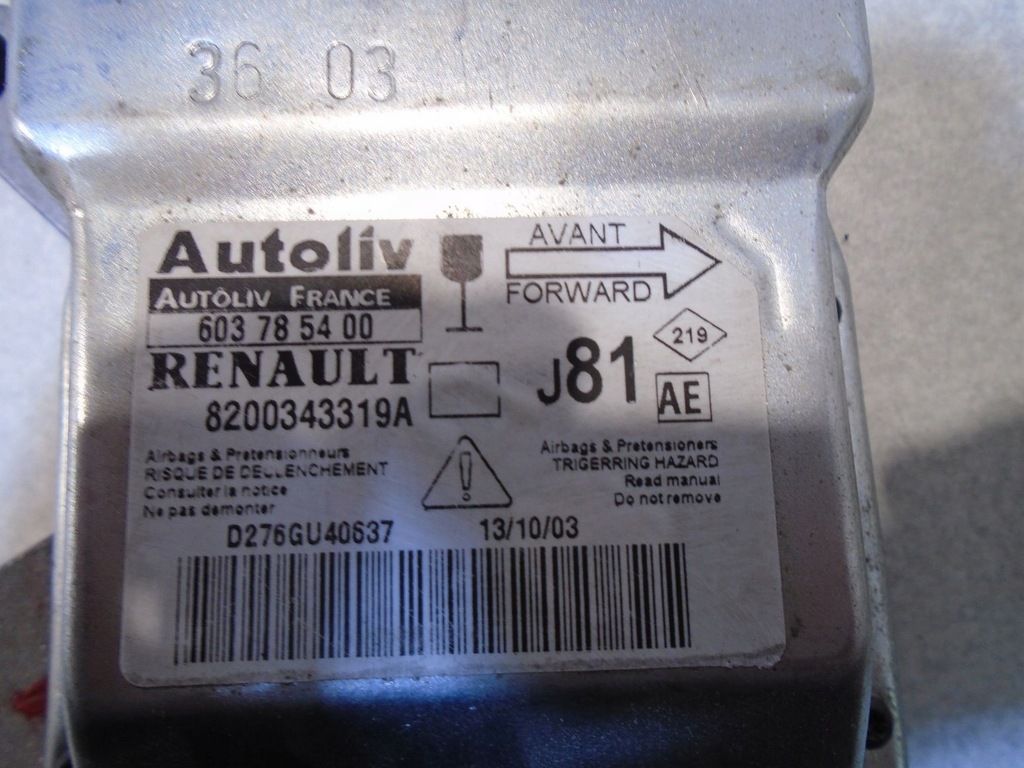 36 03
Autoliv
AVANT
FORWARD
AUTOLIV FRANCE
603 78 54 00
RENAULT
8200343319A
J81
219
AE
Airbags & Pretensionneurs
RISQUE DE DECLENCHEMENT
Consulter la notice
Ne pas demonter
Airbags & Pretensioners
TRIGERRING HAZARD
Read manual
Do not remove
D276GU40637
13/10/03